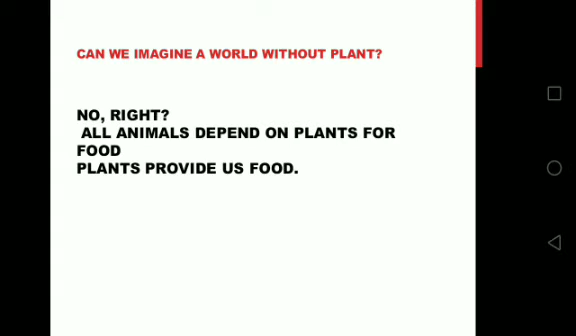 CAN WE IMAGINE A WORLD WITHOUT PLANT?
NO, RIGHT?
ALL ANIMALS DEPEND ON PLANTS FOR
FOOD
PLANTS PROVIDE US FOOD.